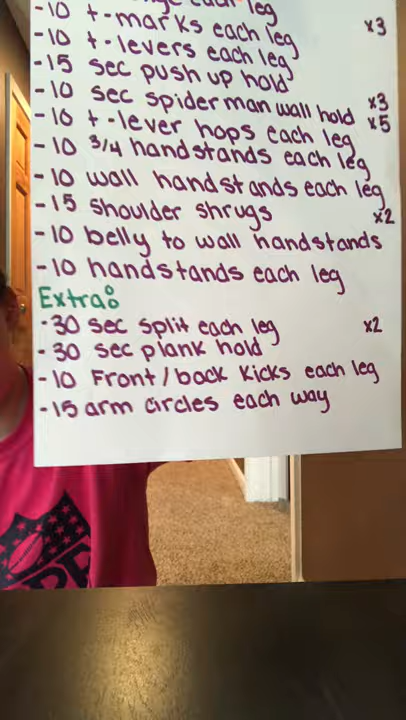 each leg
-10 t-marks each leg x3
-10 t-levers each leg
-15 sec push up hold
-10 sec spiderman wall hold x3
-10 t-lever hops each leg x5
-10 3/4 handstands each leg
-10 wall handstands each leg
-15 shoulder shrugs x2
-10 belly to wall handstands
-10 handstands each leg
Extra:
-30 sec split each leg x2
-30 sec plank hold
-10 Front/back kicks each leg
-15 arm circles each way